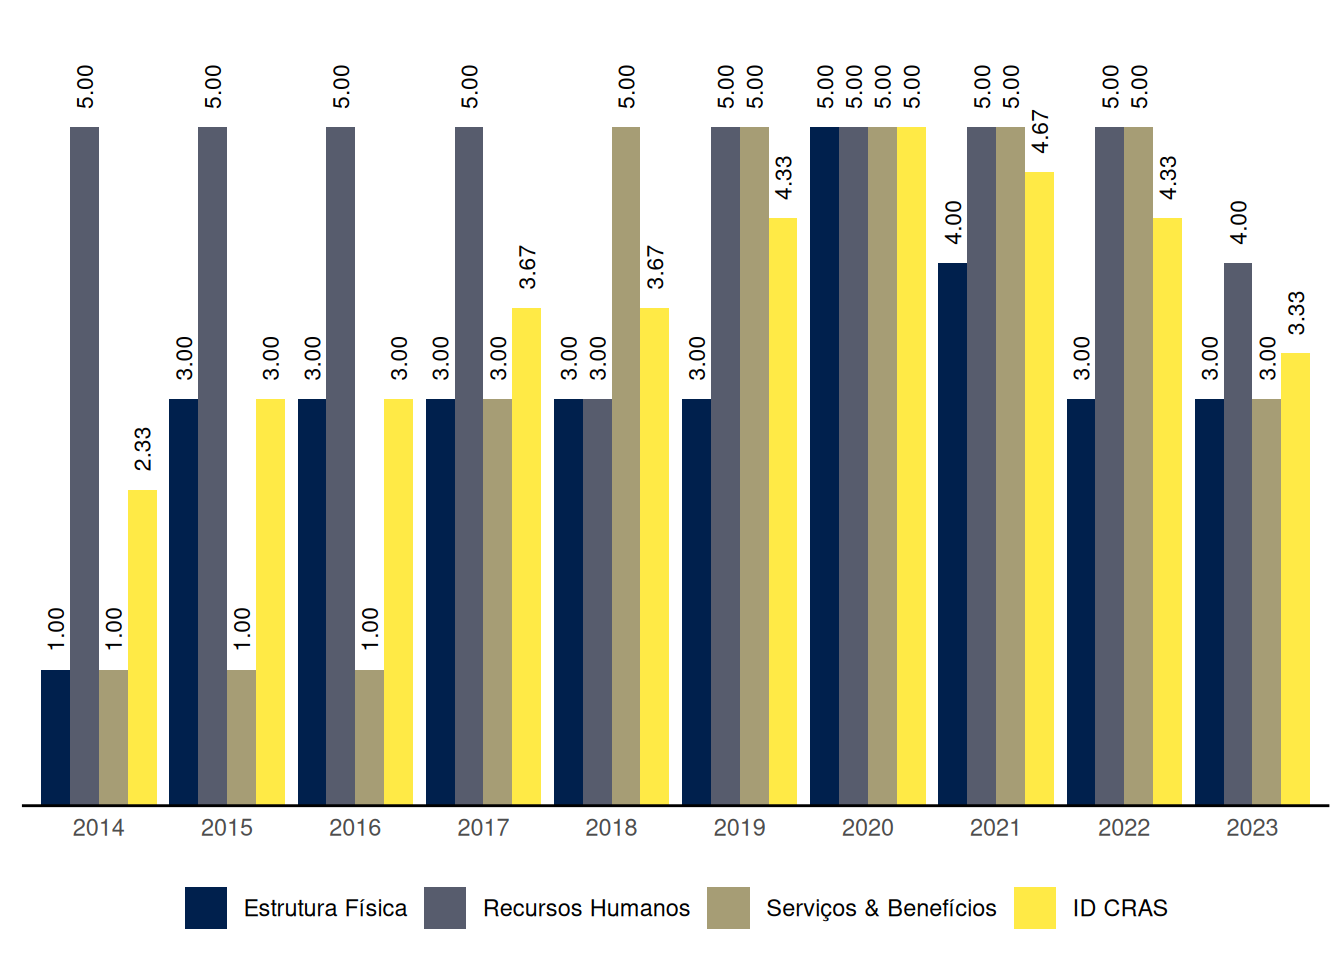 5.00 5.00 5.00 5.00 5.00 5.00 5.00 5.00 5.00 5.00 5.00 5.00 5.00 5.00 5.00
4.67
4.33 4.33
4.00 4.00
3.67 3.67
3.33
3.00 3.00 3.00 3.00 3.00 3.00 3.00 3.00 3.00 3.00 3.00 3.00
2.33
1.00 1.00 1.00 1.00
2014 2015 2016 2017 2018 2019 2020 2021 2022 2023
Estrutura Física Recursos Humanos Serviços & Benefícios ID CRAS